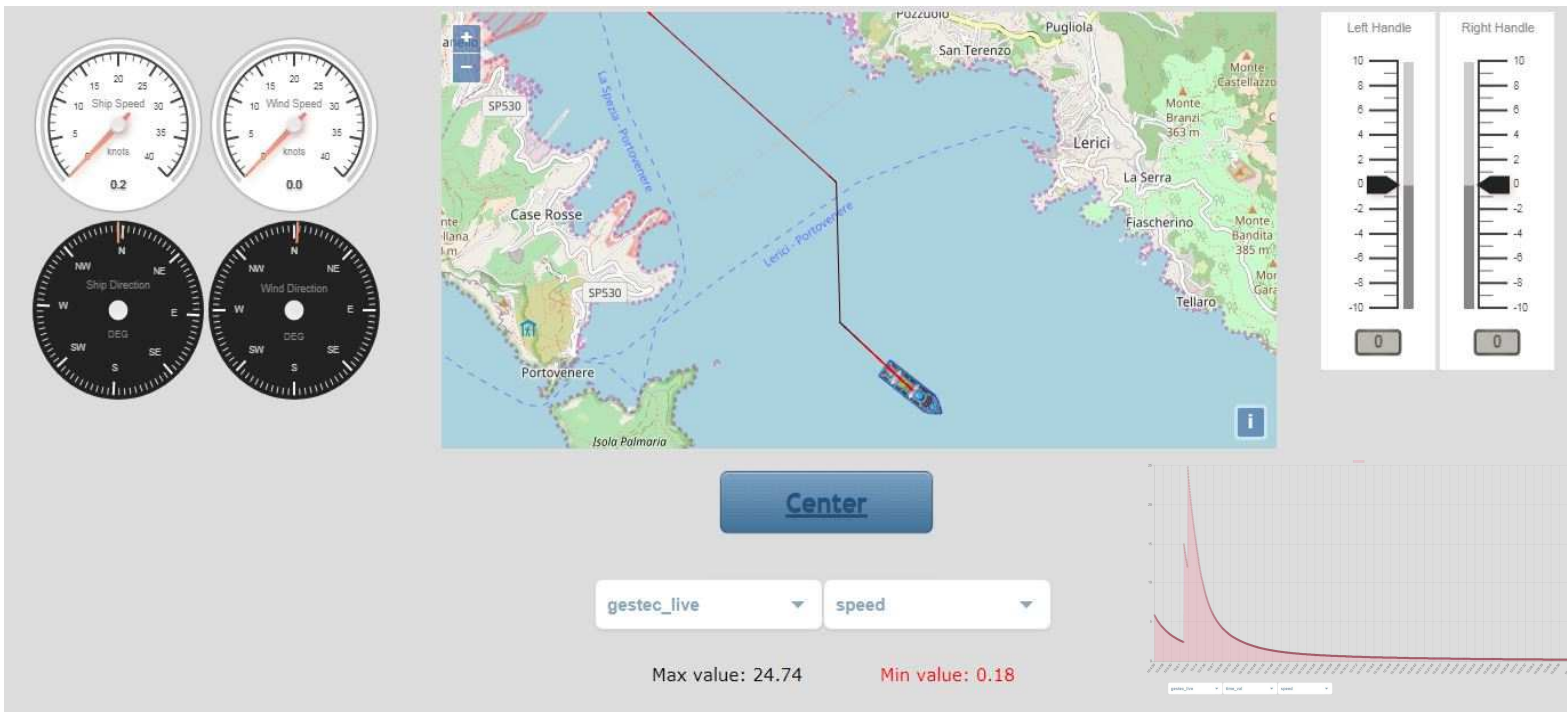 20
15
25
10
Ship Speed
30
5
35
0
knots
40
0.2
20
15
25
10
Wind Speed
30
5
35
0
knots
40
0.0
N
NW
NE
Ship Direction
W
E
DEG
SW
SE
S
N
NW
NE
Wind Direction
W
E
DEG
SW
SE
S
+
−
Pozzuolo
Pugliola
San Terenzo
SP530
La Spezia - Portovenere
Monte
Castellazzo
Monte
Branzi
363 m
Lerici
La Serra
Case Rosse
Lerici - Portovenere
Fiascherino
Monte
Bandita
385 m
SP530
Tellaro
Portovenere
Isola Palmaria
i
Left Handle
10
8
6
4
2
0
-2
-4
-6
-8
-10
0
Right Handle
10
8
6
4
2
0
-2
-4
-6
-8
-10
0
Center
gestec_live
speed
Max value: 24.74
Min value: 0.18
gestec_live
speed